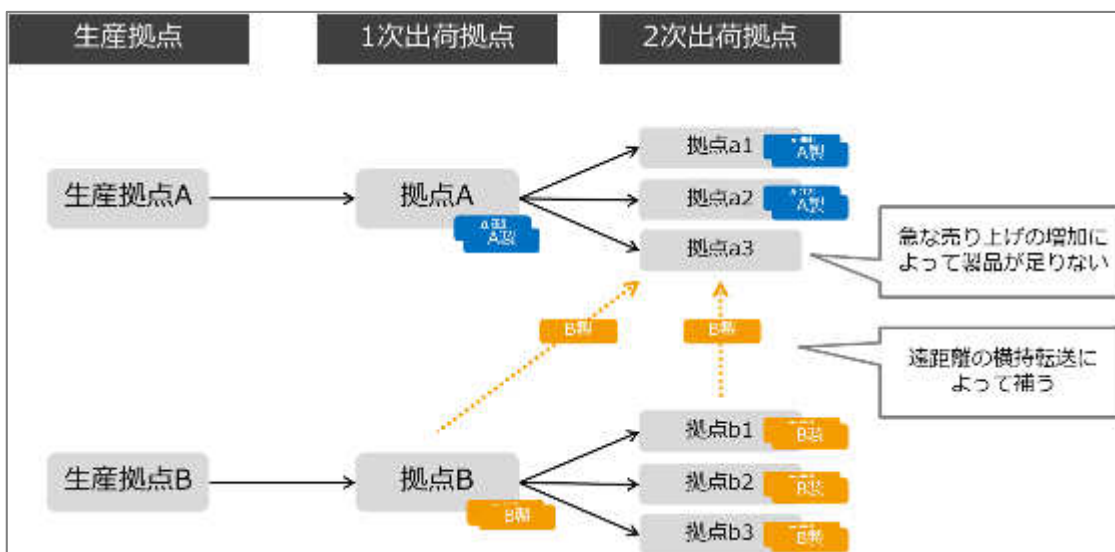 生産拠点
1次出荷拠点
2次出荷拠点
拠点a1
A製
生産拠点A
拠点A
A製
拠点a2
A製
拠点a3
急な売り上げの増加に
よって製品が足りない
B製
B製
遠距離の横持転送に
よって補う
拠点b1
B製
生産拠点B
拠点B
B製
拠点b2
B製
拠点b3
B製